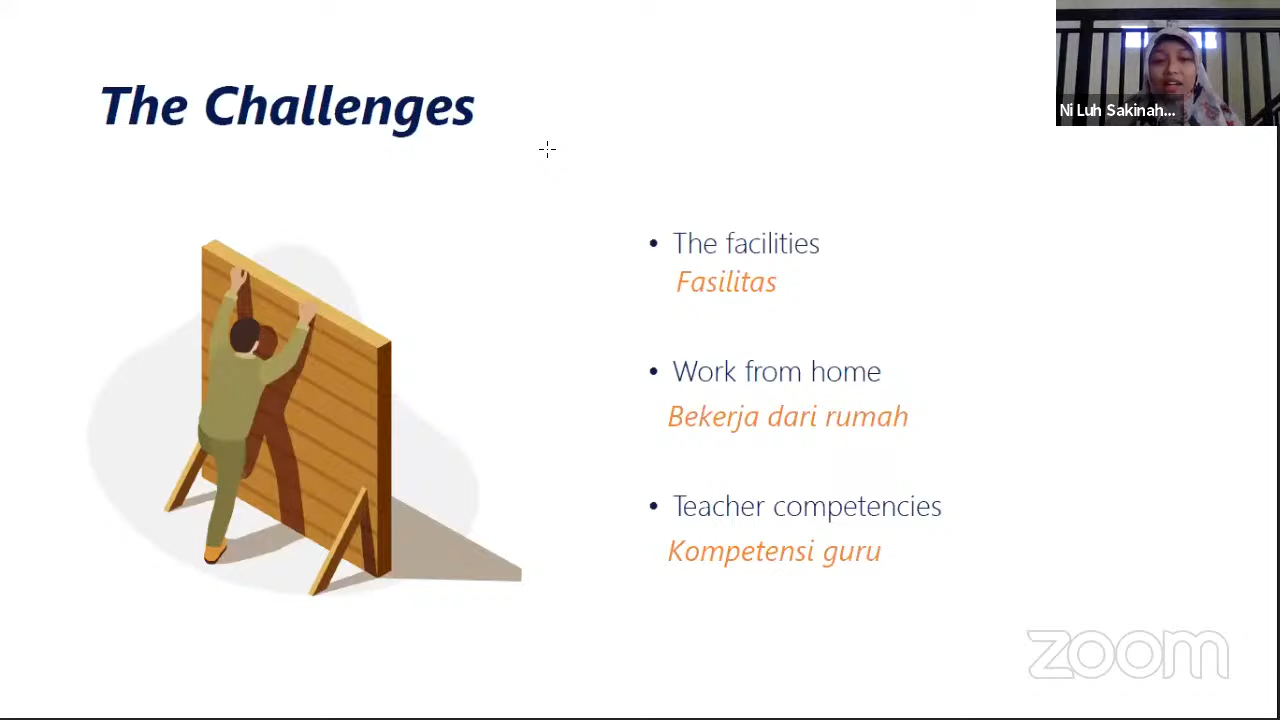 The Challenges
Ni Luh Sakinah...
• The facilities
Fasilitas
• Work from home
Bekerja dari rumah
• Teacher competencies
Kompetensi guru
zoom